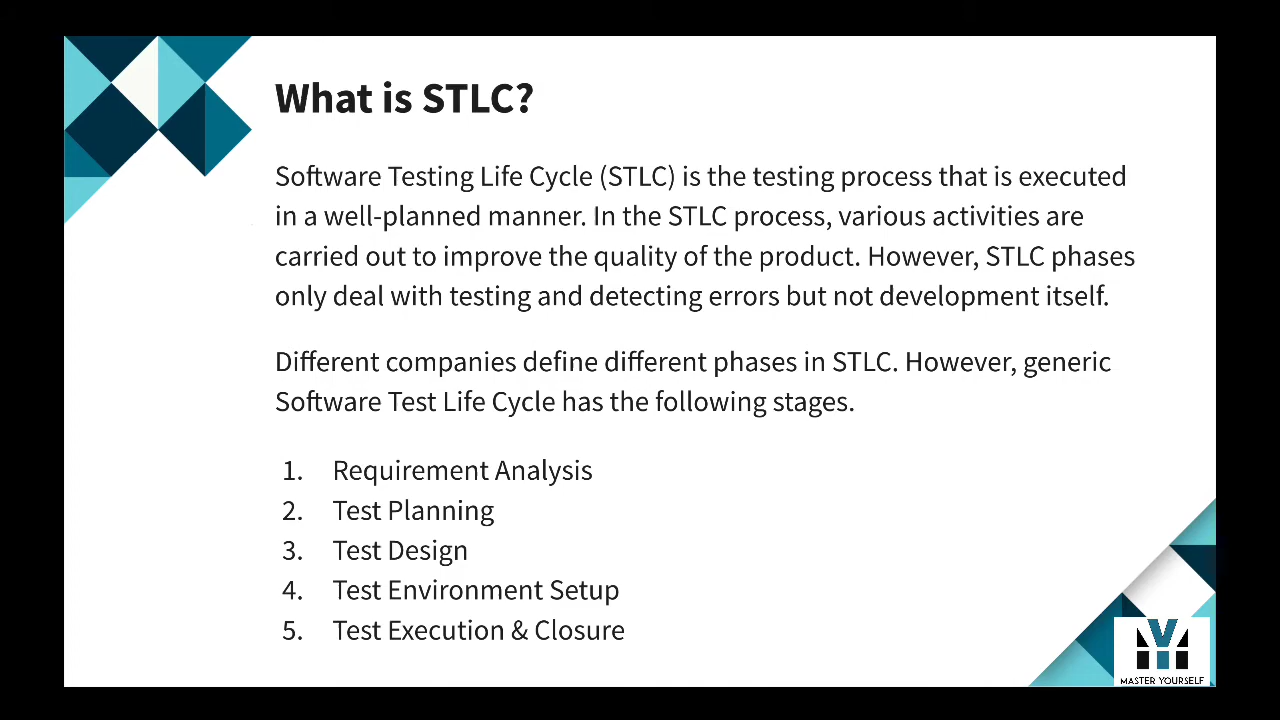 What is STLC?
Software Testing Life Cycle (STLC) is the testing process that is executed
in a well-planned manner. In the STLC process, various activities are
carried out to improve the quality of the product. However, STLC phases
only deal with testing and detecting errors but not development itself.
Different companies define different phases in STLC. However, generic
Software Test Life Cycle has the following stages.
1. Requirement Analysis
2. Test Planning
3. Test Design
4. Test Environment Setup
5. Test Execution & Closure
MASTER YOURSELF